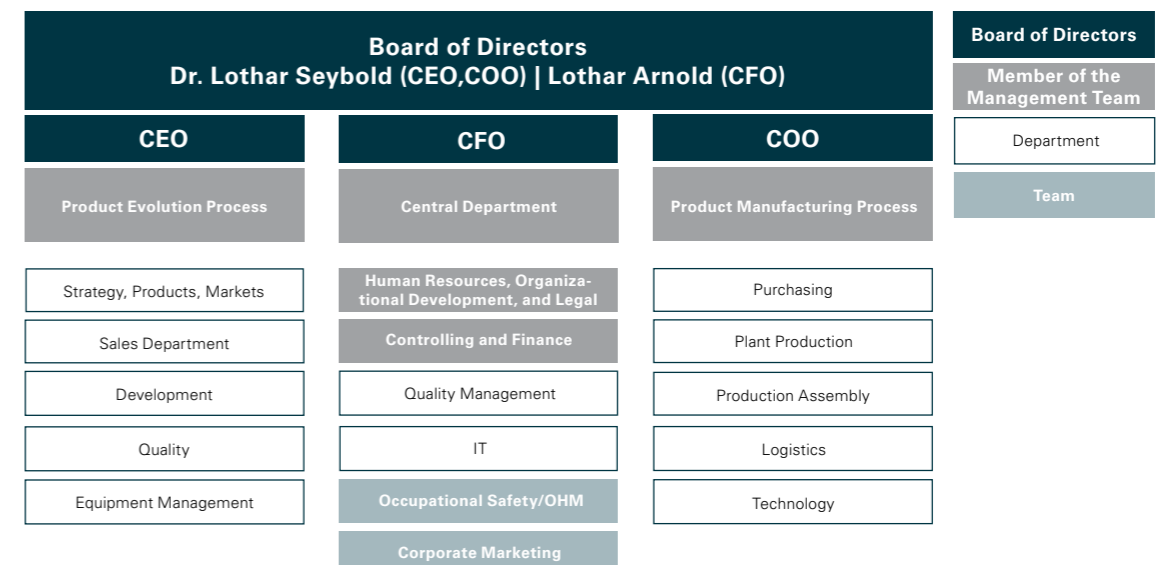 Board of Directors
Dr. Lothar Seybold (CEO,COO) | Lothar Arnold (CFO)
CEO
Product Evolution Process
Strategy, Products, Markets
Sales Department
Development
Quality
Equipment Management
CFO
Central Department
Human Resources, Organiza-
tional Development, and Legal
Controlling and Finance
Quality Management
IT
Occupational Safety/OHM
Corporate Marketing
COO
Product Manufacturing Process
Purchasing
Plant Production
Production Assembly
Logistics
Technology
Board of Directors
Member of the
Management Team
Department
Team